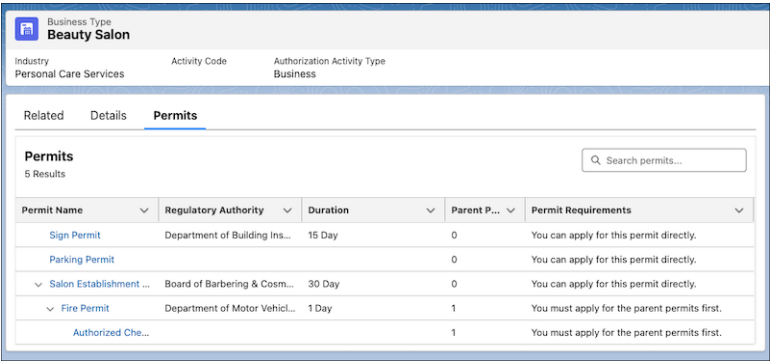 Business Type
Beauty Salon
Industry Activity Code Authorization Activity Type
Personal Care Services Business
Related Details Permits
Permits
5 Results
Search permits...
Permit Name Regulatory Authority Duration Parent P... Permit Requirements
Sign Permit Department of Building Ins... 15 Day 0 You can apply for this permit directly.
Parking Permit 0 You can apply for this permit directly.
Salon Establishment ... Board of Barbering & Cosm... 30 Day 0 You can apply for this permit directly.
Fire Permit Department of Motor Vehicl... 1 Day 1 You must apply for the parent permits first.
Authorized Che... 1 You must apply for the parent permits first.